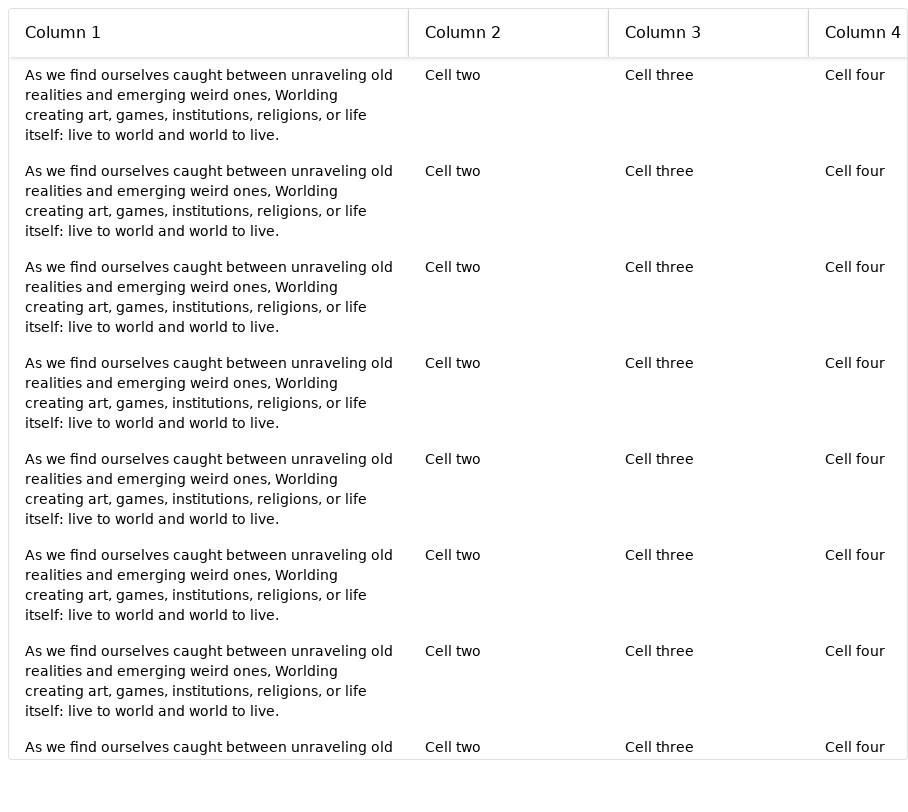 Column 1 Column 2 Column 3 Column 4
As we find ourselves caught between unraveling old Cell two Cell three Cell four
realities and emerging weird ones, Worlding
creating art, games, institutions, religions, or life
itself: live to world and world to live.
As we find ourselves caught between unraveling old Cell two Cell three Cell four
realities and emerging weird ones, Worlding
creating art, games, institutions, religions, or life
itself: live to world and world to live.
As we find ourselves caught between unraveling old Cell two Cell three Cell four
realities and emerging weird ones, Worlding
creating art, games, institutions, religions, or life
itself: live to world and world to live.
As we find ourselves caught between unraveling old Cell two Cell three Cell four
realities and emerging weird ones, Worlding
creating art, games, institutions, religions, or life
itself: live to world and world to live.
As we find ourselves caught between unraveling old Cell two Cell three Cell four
realities and emerging weird ones, Worlding
creating art, games, institutions, religions, or life
itself: live to world and world to live.
As we find ourselves caught between unraveling old Cell two Cell three Cell four
realities and emerging weird ones, Worlding
creating art, games, institutions, religions, or life
itself: live to world and world to live.
As we find ourselves caught between unraveling old Cell two Cell three Cell four
realities and emerging weird ones, Worlding
creating art, games, institutions, religions, or life
itself: live to world and world to live.
As we find ourselves caught between unraveling old Cell two Cell three Cell four